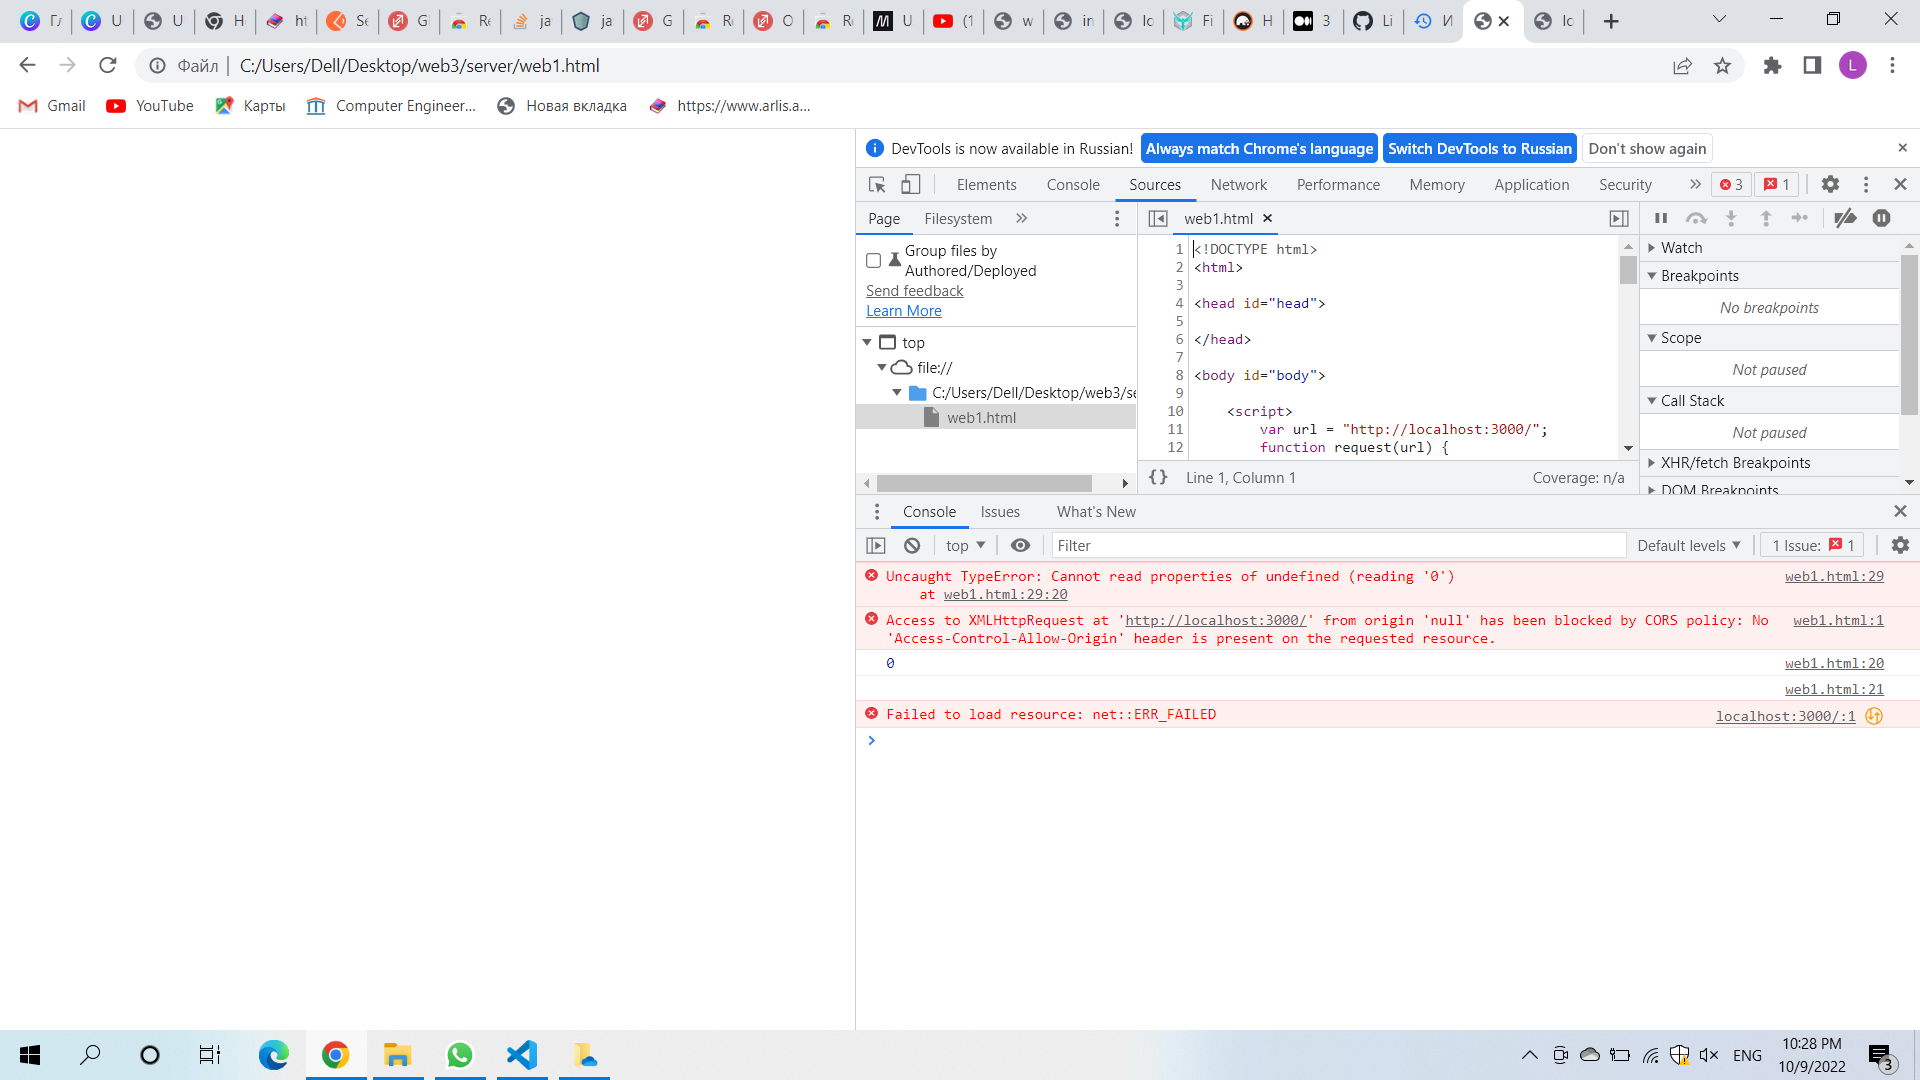 Гл
U
U
H
ht
Se
Gl
Re
ja
ja
G
Re
O
Re
U
(1
w
in
lo
Fi
H
3
Li
И
lo
Файл | C:/Users/Dell/Desktop/web3/server/web1.html
L
Gmail YouTube Карты Computer Engineer... Новая вкладка https://www.arlis.a...
DevTools is now available in Russian! Always match Chrome's language Switch DevTools to Russian Don't show again
Elements Console Sources Network Performance Memory Application Security 3 1
Page Filesystem
web1.html
Group files by
Authored/Deployed
Send feedback
Learn More
top
file://
C:/Users/Dell/Desktop/web3/se
web1.html
1 <!DOCTYPE html>
2 <html>
3
4 <head id="head">
5
6 </head>
7
8 <body id="body">
9
10 <script>
11 var url = "http://localhost:3000/";
12 function request(url) {
{} Line 1, Column 1 Coverage: n/a
Watch
Breakpoints
No breakpoints
Scope
Not paused
Call Stack
Not paused
XHR/fetch Breakpoints
DOM Breakpoints
Console Issues What's New
top Filter Default levels 1 Issue: 1
Uncaught TypeError: Cannot read properties of undefined (reading '0') web1.html:29
at web1.html:29:20
Access to XMLHttpRequest at 'http://localhost:3000/' from origin 'null' has been blocked by CORS policy: No web1.html:1
'Access-Control-Allow-Origin' header is present on the requested resource.
0 web1.html:20
web1.html:21
Failed to load resource: net::ERR_FAILED localhost:3000/:1
ENG
10:28 PM
10/9/2022
3